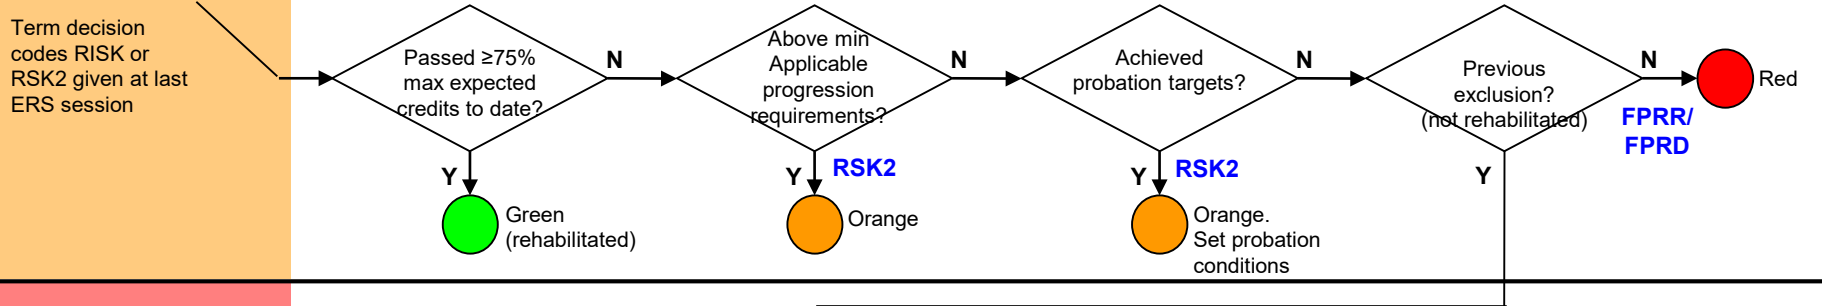 Term decision
codes RISK or
RSK2 given at last
ERS session
Passed ≥75%
max expected
credits to date?
N
Y
Green
(rehabilitated)
Above min
Applicable
progression
requirements?
N
Y
RSK2
Orange
Achieved
probation targets?
N
Y
RSK2
Orange.
Set probation
conditions
Previous
exclusion?
(not rehabilitated)
N
FPRR/
FPRD
Red
Y